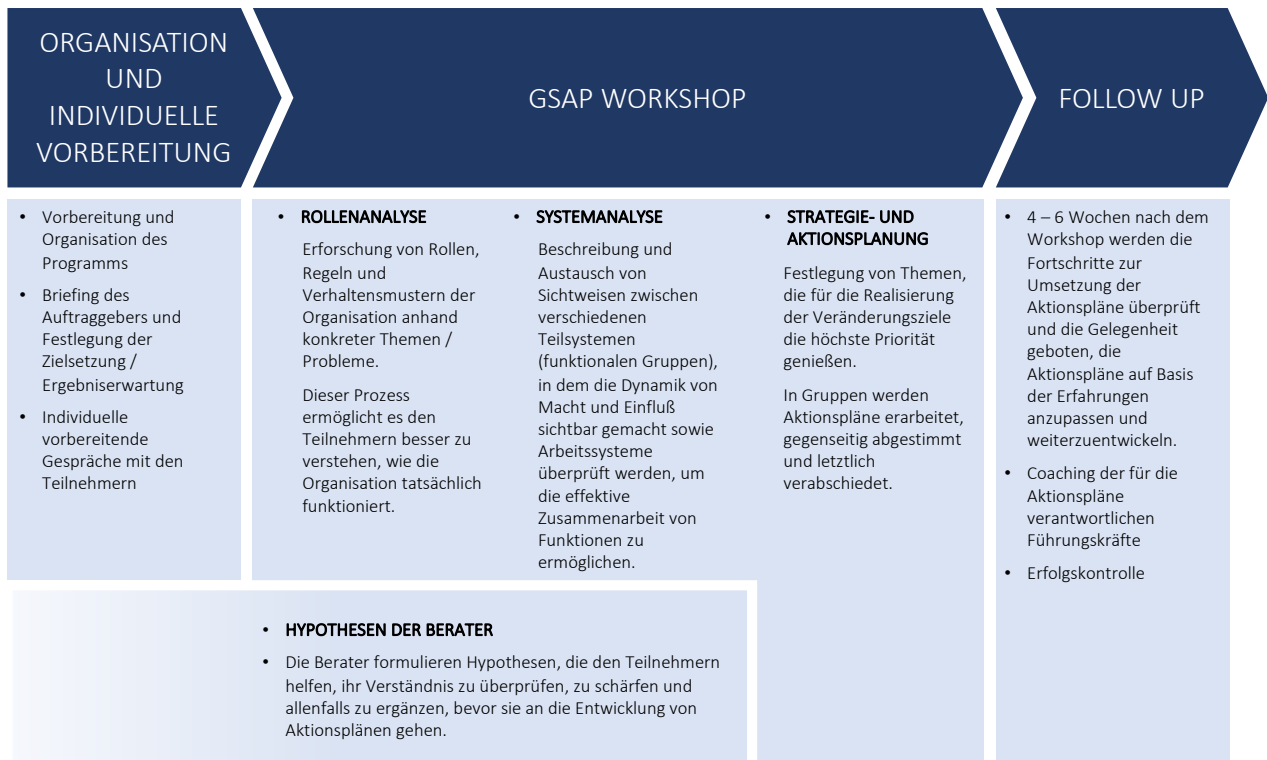 ORGANISATION
UND
INDIVIDUELLE
VORBEREITUNG
GSAP WORKSHOP
FOLLOW UP
• Vorbereitung und
Organisation des
Programms
• Briefing des
Auftraggebers und
Festlegung der
Zielsetzung /
Ergebniserwartung
• Individuelle
vorbereitende
Gespräche mit den
Teilnehmern
• ROLLENANALYSE
Erforschung von Rollen,
Regeln und
Verhaltensmustern der
Organisation anhand
konkreter Themen /
Probleme.
Dieser Prozess
ermöglicht es den
Teilnehmern besser zu
verstehen, wie die
Organisation tatsächlich
funktioniert.
• SYSTEMANALYSE
Beschreibung und
Austausch von
Sichtweisen zwischen
verschiedenen
Teilsystemen
(funktionalen Gruppen),
in dem die Dynamik von
Macht und Einfluß
sichtbar gemacht sowie
Arbeitssysteme
überprüft werden, um
die effektive
Zusammenarbeit von
Funktionen zu
ermöglichen.
• STRATEGIE- UND
AKTIONSPLANUNG
Festlegung von Themen,
die für die Realisierung
der Veränderungsziele
die höchste Priorität
genießen.
In Gruppen werden
Aktionspläne erarbeitet,
gegenseitig abgestimmt
und letztlich
verabschiedet.
• 4 – 6 Wochen nach dem
Workshop werden die
Fortschritte zur
Umsetzung der
Aktionspläne überprüft
und die Gelegenheit
geboten, die
Aktionspläne auf Basis
der Erfahrungen
anzupassen und
weiterzuentwickeln.
• Coaching der für die
Aktionspläne
verantwortlichen
Führungskräfte
• Erfolgskontrolle
• HYPOTHESEN DER BERATER
• Die Berater formulieren Hypothesen, die den Teilnehmern
helfen, ihr Verständnis zu überprüfen, zu schärfen und
allenfalls zu ergänzen, bevor sie an die Entwicklung von
Aktionsplänen gehen.